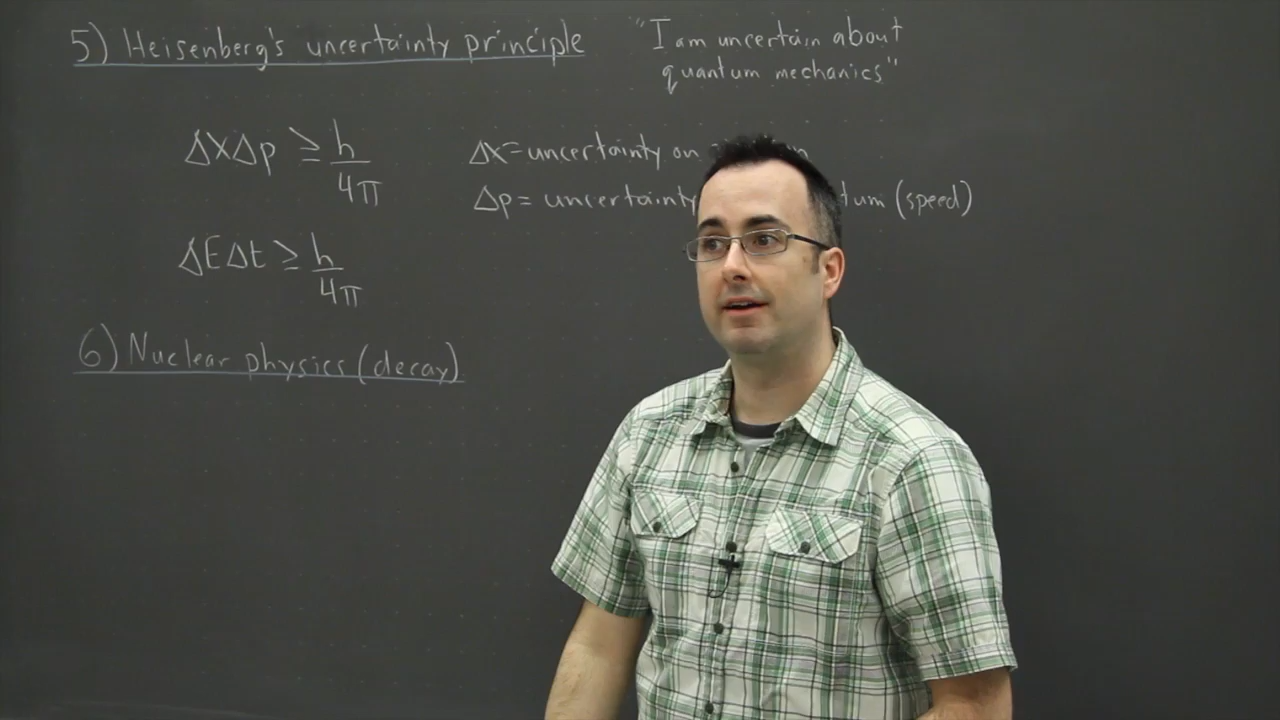 5) Heisenberg's uncertainty principle
"I am uncertain about
quantum mechanics"
ΔxΔp ≥ h/4π
Δx = uncertainty on
Δp = uncertainty tum (speed)
ΔEΔt ≥ h/4π
6) Nuclear physics (decay)